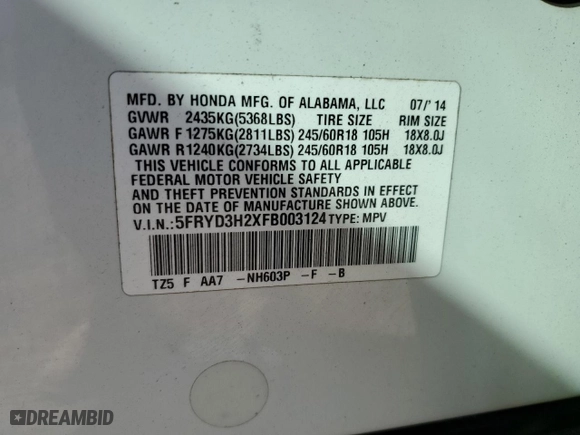 MFD. BY HONDA MFG. OF ALABAMA, LLC 07/'14
GVWR 2435KG(5368LBS) TIRE SIZE RIM SIZE
GAWR F 1275KG(2811LBS) 245/60R18 105H 18X8.0J
GAWR R1240KG(2734LBS) 245/60R18 105H 18X8.0J
THIS VEHICLE CONFORMS TO ALL APPLICABLE
FEDERAL MOTOR VEHICLE SAFETY
AND THEFT PREVENTION STANDARDS IN EFFECT
ON THE DATE OF MANUFACTURE SHOWN ABOVE.
V.I.N.:5FRYD3H2XFB003124 TYPE: MPV
TZ5 F AA7 -NH603P -F -B
DREAMBID